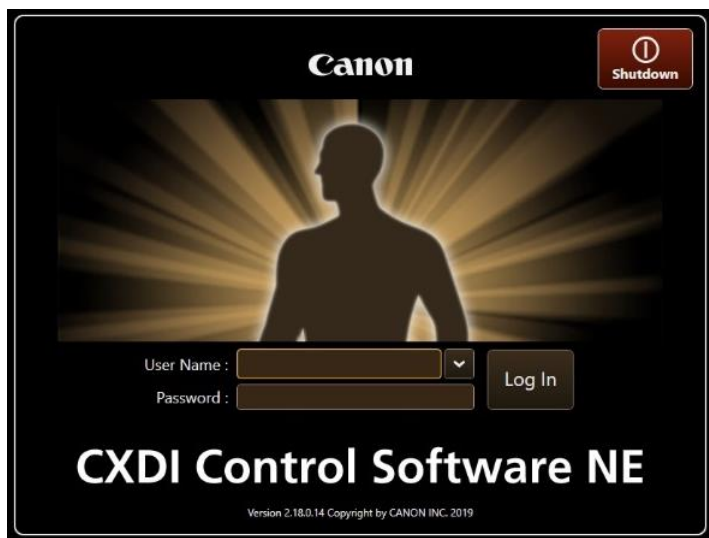 Canon
Shutdown
User Name :
Password :
Log In
CXDI Control Software NE
Version 2.18.0.14 Copyright by CANON INC. 2019